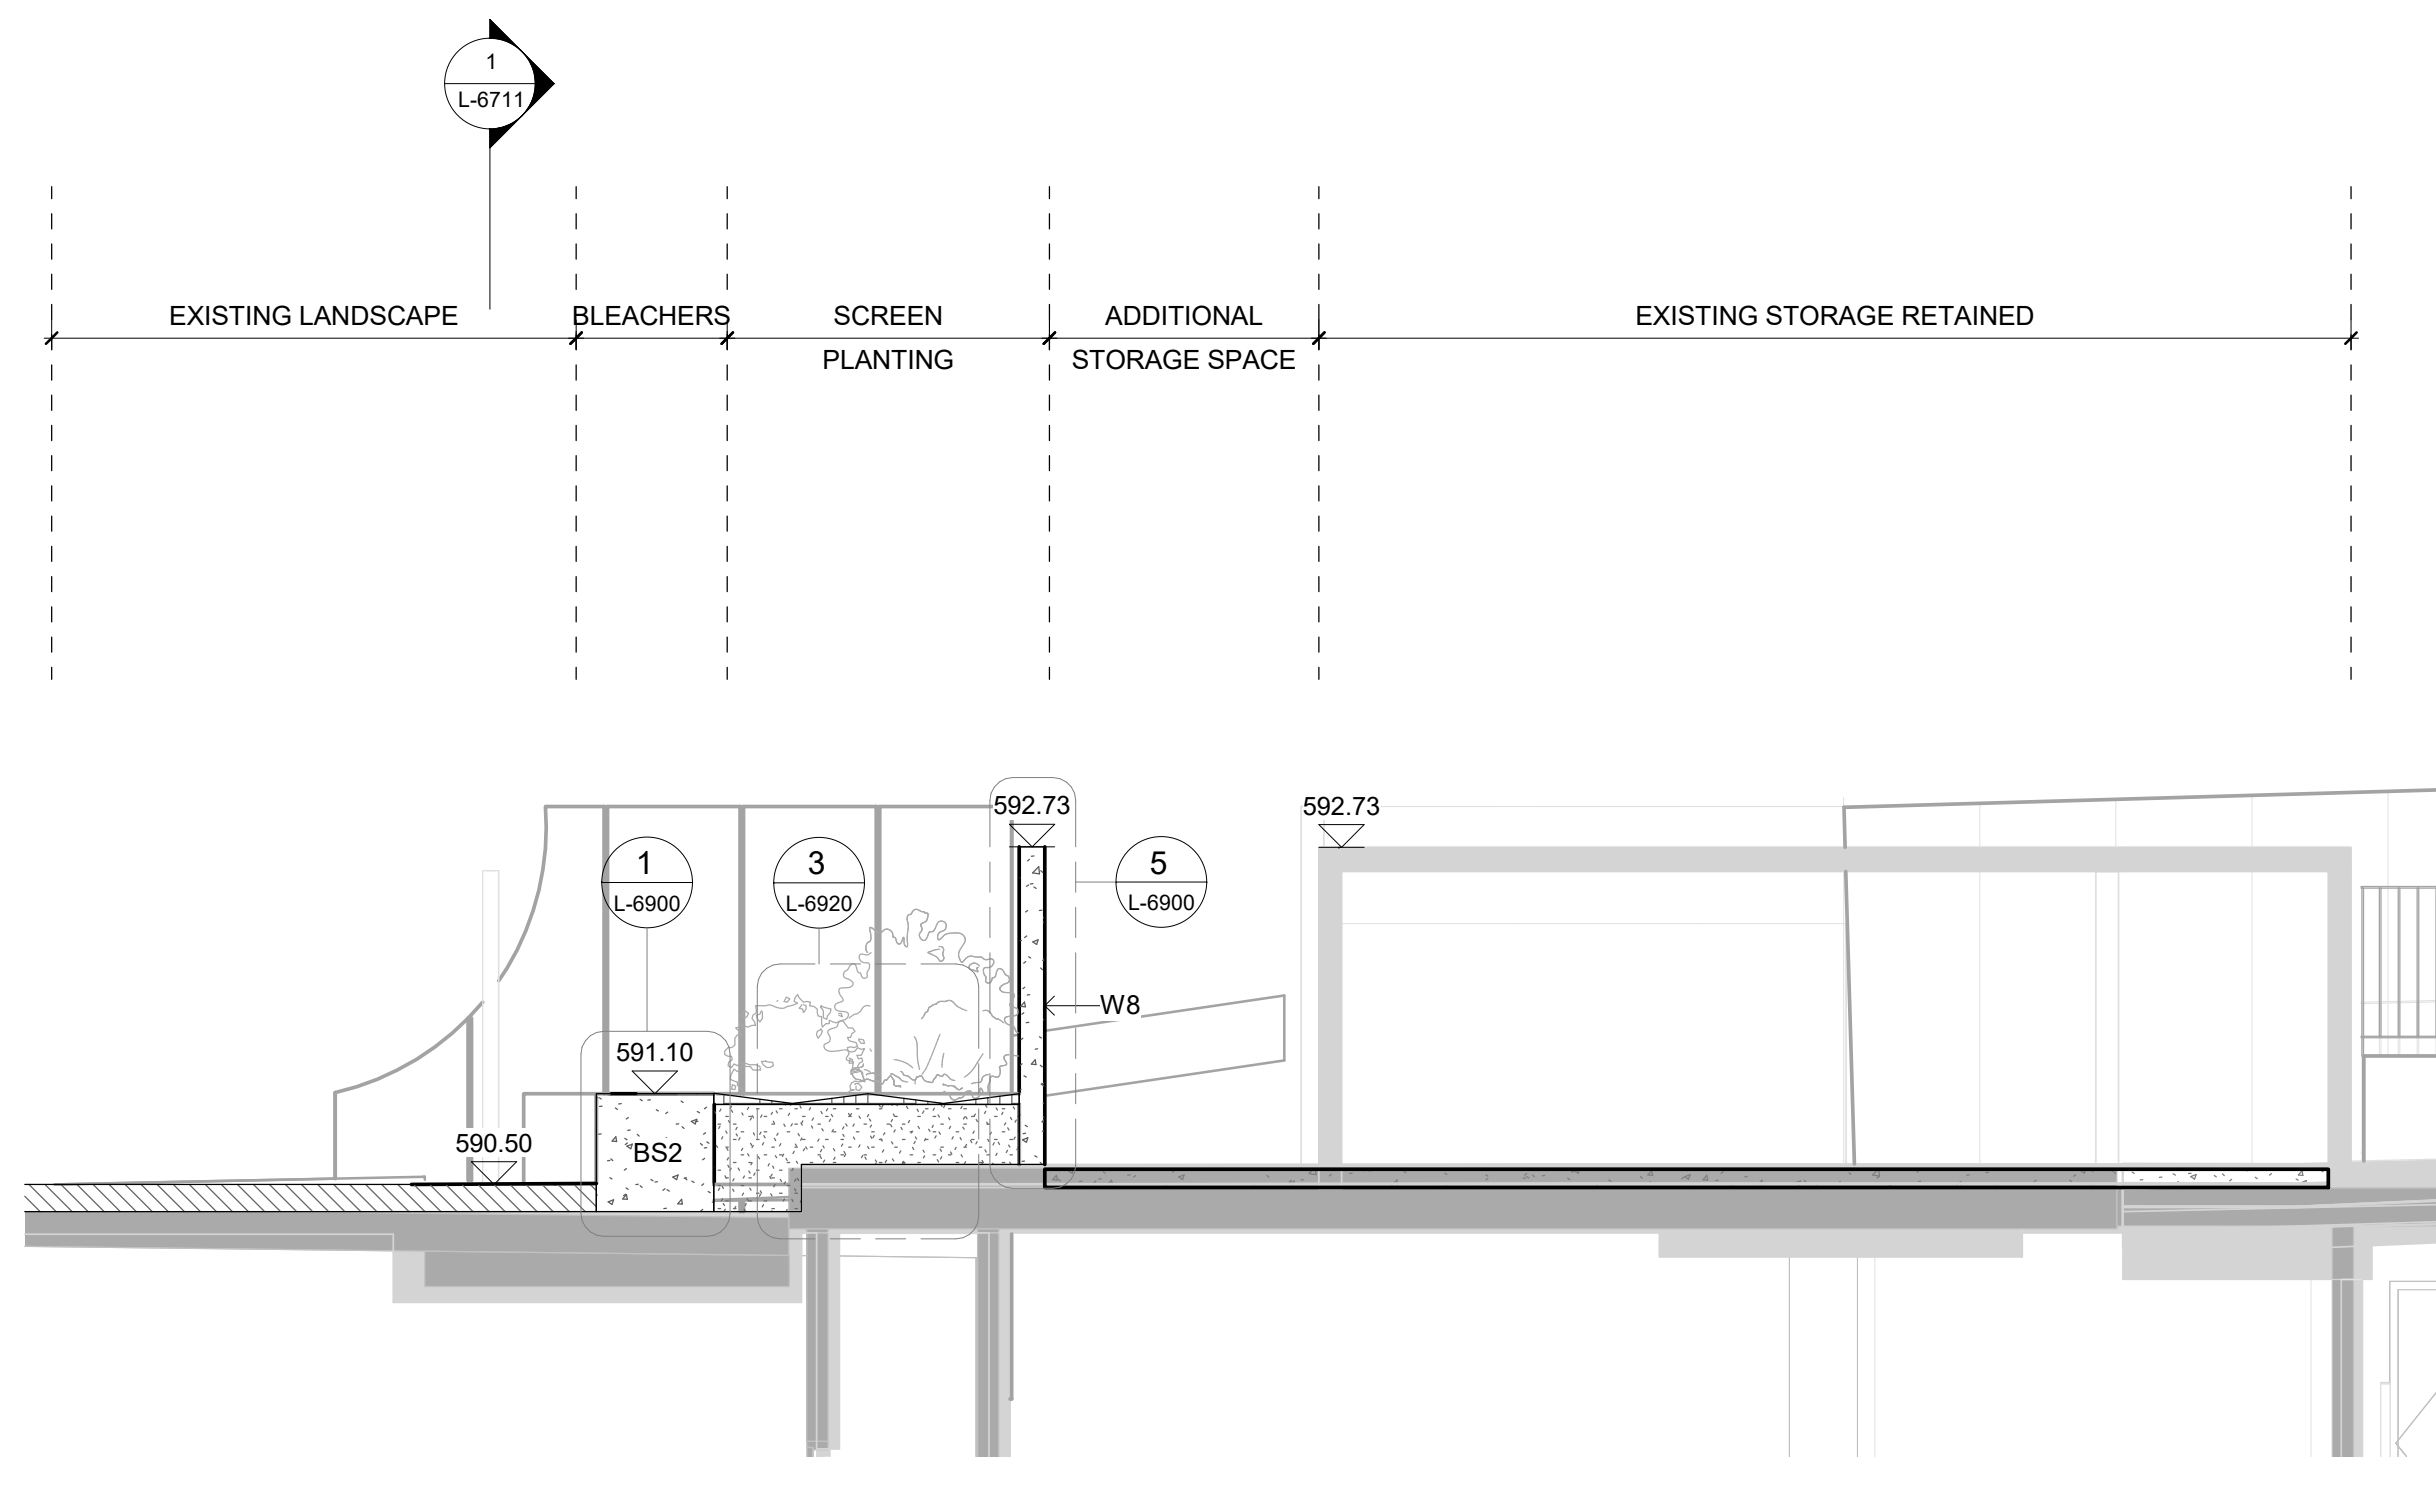 1
L-6711
EXISTING LANDSCAPE
BLEACHERS
SCREEN
PLANTING
ADDITIONAL
STORAGE SPACE
EXISTING STORAGE RETAINED
592.73
592.73
1
L-6900
3
L-6920
5
L-6900
W8
591.10
590.50
BS2